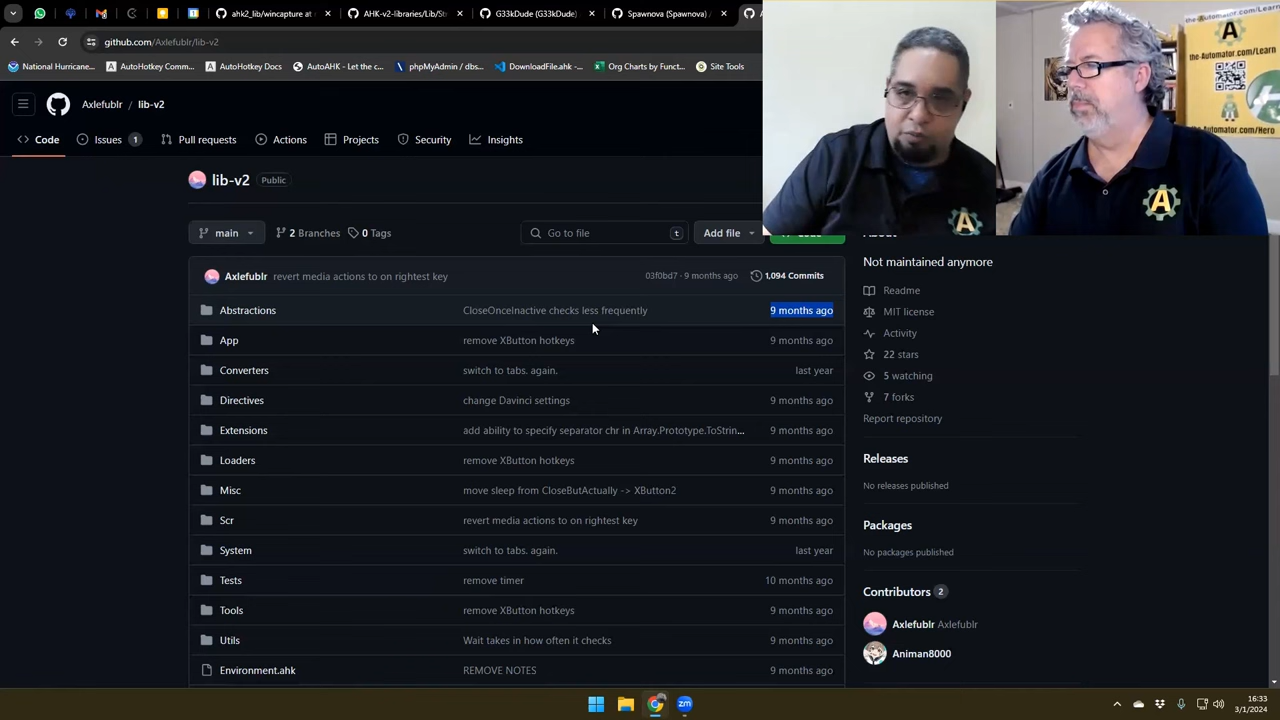 ahk2_lib/wincapture at
AHK-v2-libraries/Lib/St
Spawnova (Spawnova)
github.com/Axlefublr/lib-v2
National Hurricane...
AutoHotkey Comm...
AutoHotkey Docs
AutoAHK - Let the c...
phpMyAdmin
Org Charts by Funct...
Site Tools
the-Automator.com/Learn
the-Automator.com/Hero
Axlefublr / lib-v2
Code
Issues 1
Pull requests
Actions
Projects
Security
Insights
lib-v2
Public
main
2 Branches
0 Tags
Go to file
t
Add file
Axlefublr revert media actions to on rightest key 03f0bd7 · 9 months ago 1,094 Commits
Abstractions CloseOnceInactive checks less frequently 9 months ago
App remove XButton hotkeys 9 months ago
Converters switch to tabs. again. last year
Directives change Davinci settings 9 months ago
Extensions add ability to specify separator chr in Array.Prototype.ToStrin... 9 months ago
Loaders remove XButton hotkeys 9 months ago
Misc move sleep from CloseButActually -> XButton2 9 months ago
Scr revert media actions to on rightest key 9 months ago
System switch to tabs. again. last year
Tests remove timer 10 months ago
Tools remove XButton hotkeys 9 months ago
Utils Wait takes in how often it checks 9 months ago
Environment.ahk REMOVE NOTES 9 months ago
Not maintained anymore
Readme
MIT license
Activity
22 stars
5 watching
7 forks
Report repository
Releases
No releases published
Packages
No packages published
Contributors 2
Axlefublr Axlefublr
Animan8000
zm
16:33
3/1/2024